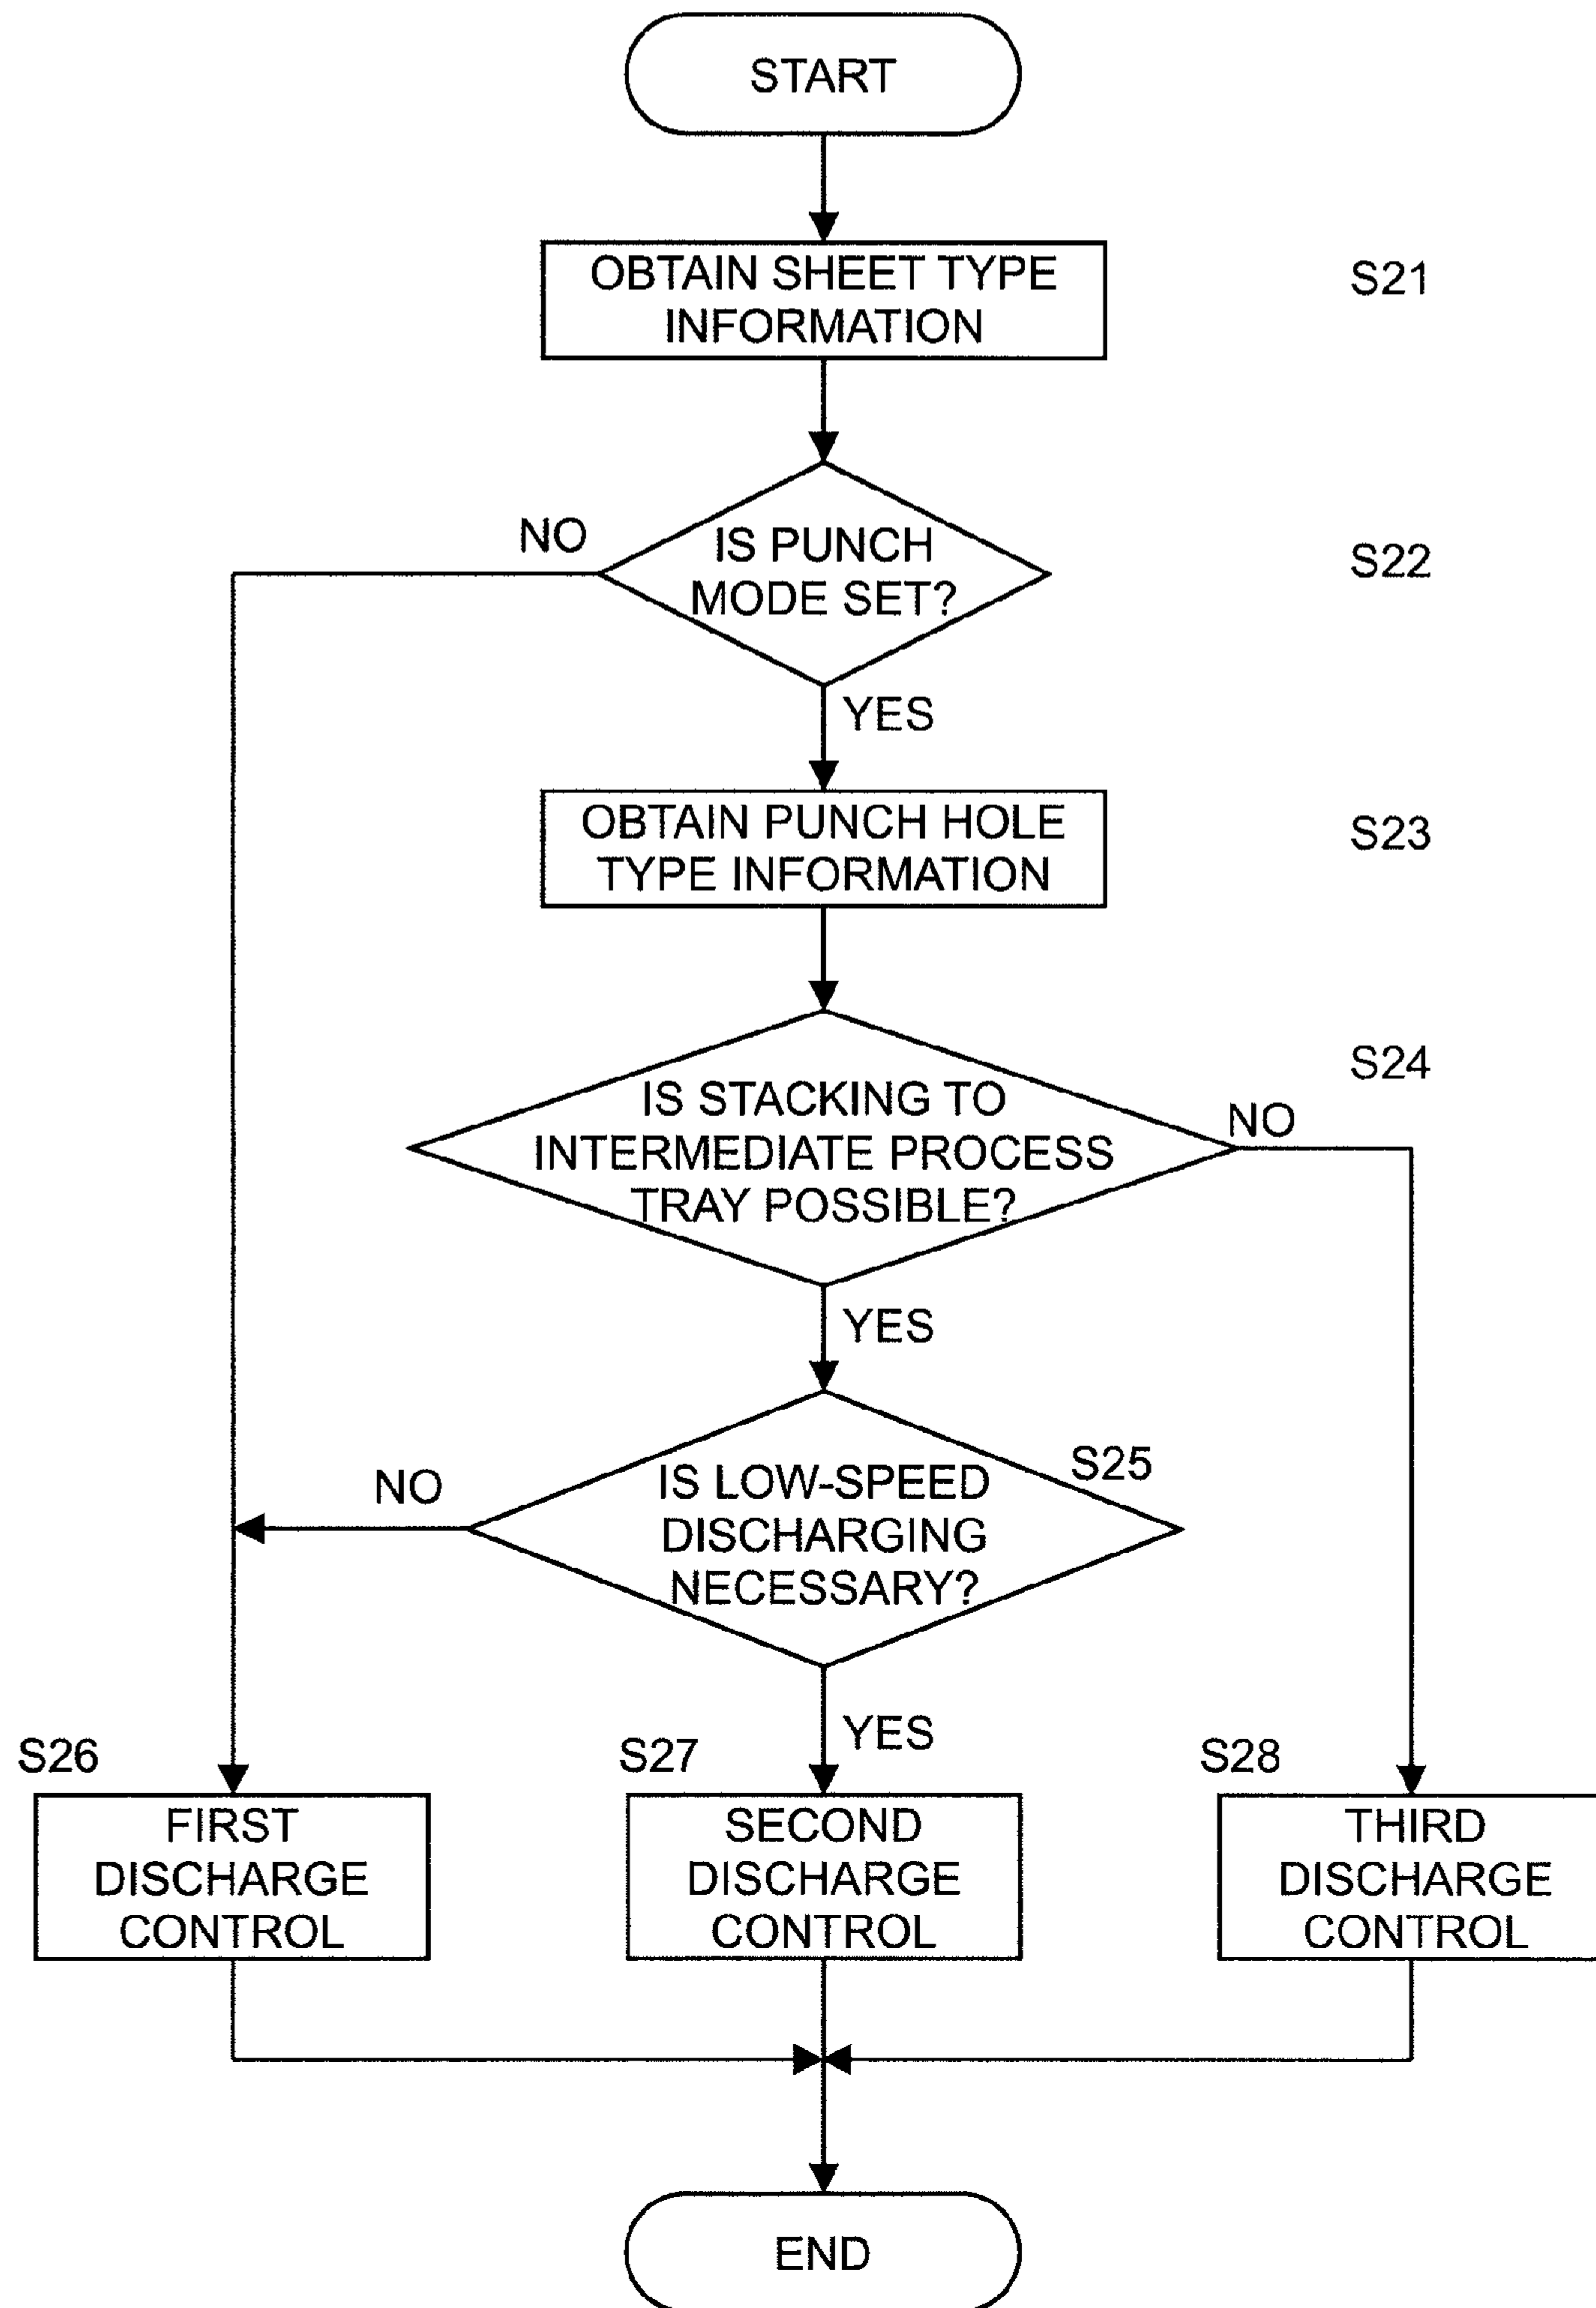 START
OBTAIN SHEET TYPE
INFORMATION
S21
NO
IS PUNCH
MODE SET?
S22
YES
OBTAIN PUNCH HOLE
TYPE INFORMATION
S23
S24
IS STACKING TO
INTERMEDIATE PROCESS
TRAY POSSIBLE?
NO
YES
NO
IS LOW-SPEED
DISCHARGING
NECESSARY?
S25
YES
S26
FIRST
DISCHARGE
CONTROL
S27
SECOND
DISCHARGE
CONTROL
S28
THIRD
DISCHARGE
CONTROL
END